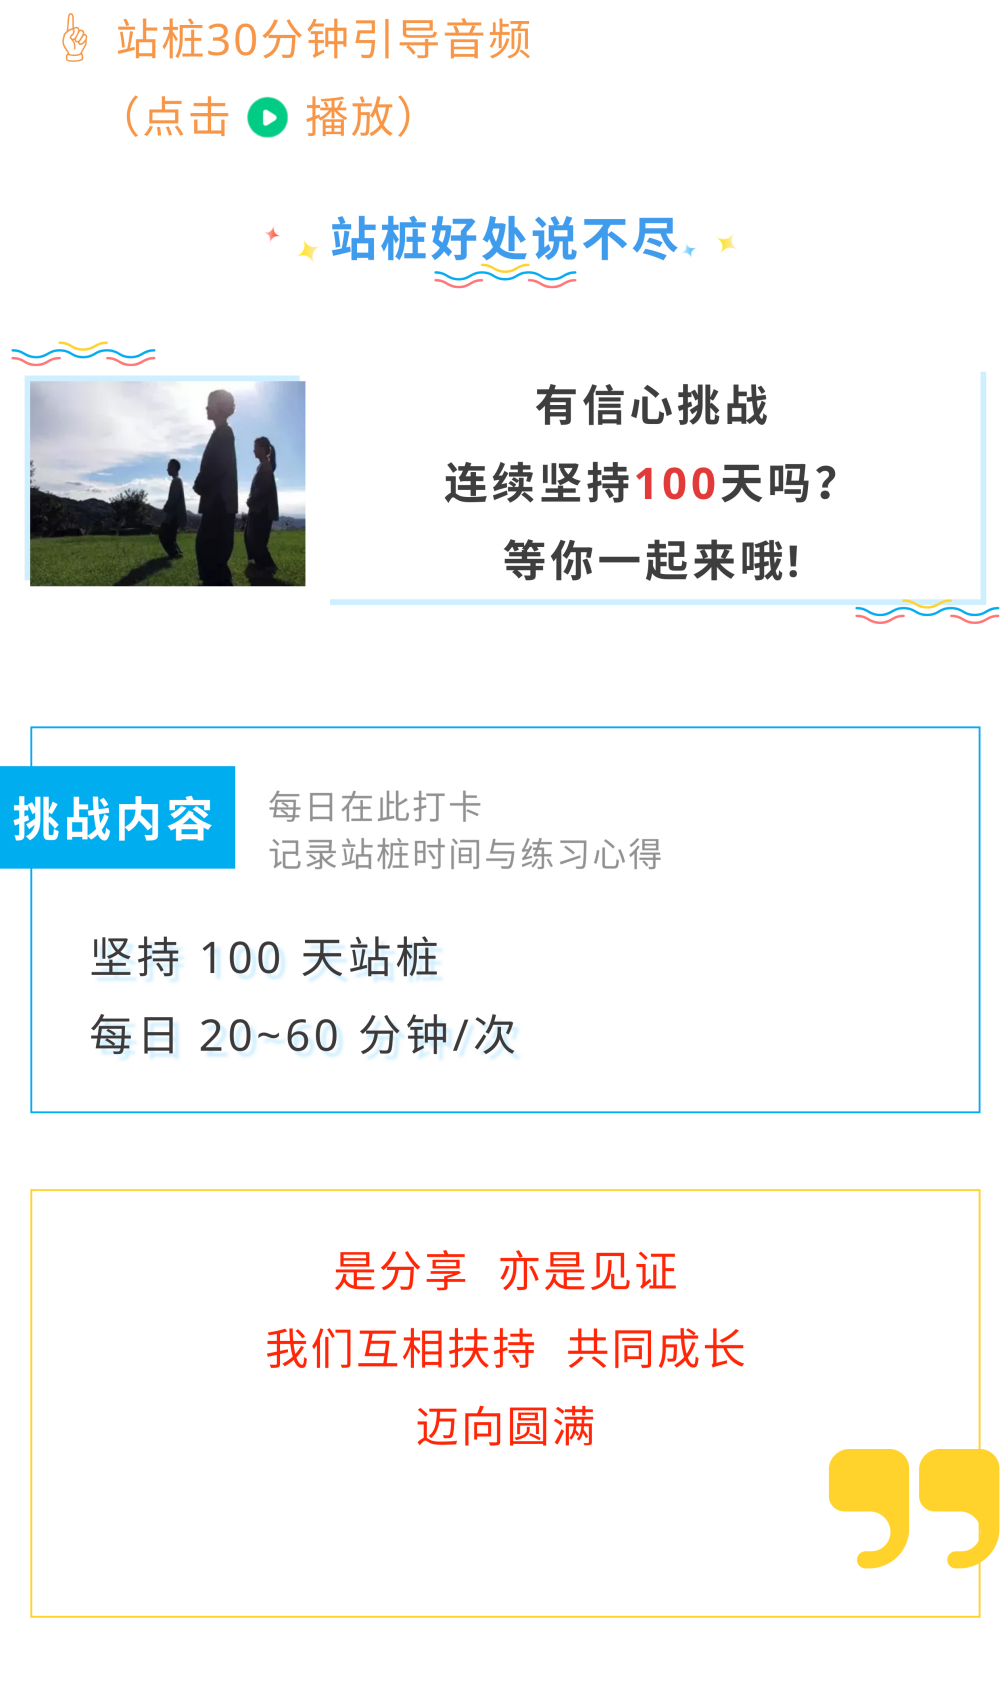 ☝ 站桩30分钟引导音频
（点击 播放）
站桩好处说不尽
有信心挑战
连续坚持100天吗？
等你一起来哦！
挑战内容
每日在此打卡
记录站桩时间与练习心得
坚持 100 天站桩
每日 20~60 分钟/次
是分享 亦是见证
我们互相扶持 共同成长
迈向圆满